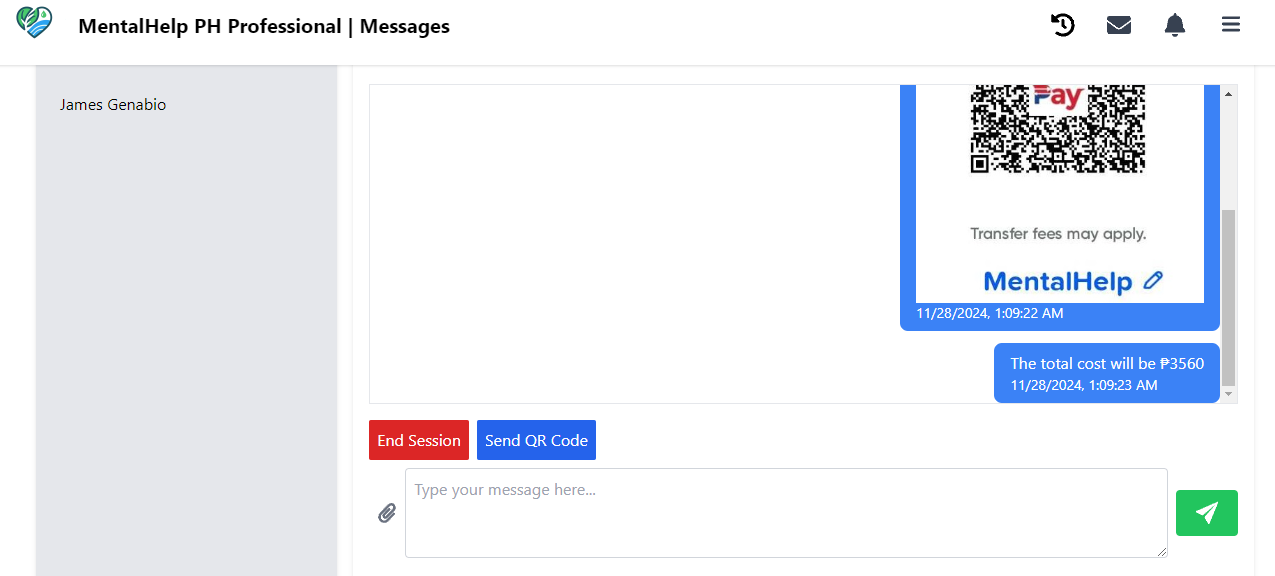 MentalHelp PH Professional | Messages
James Genabio
Pay
Transfer fees may apply.
MentalHelp
11/28/2024, 1:09:22 AM
The total cost will be ₱3560
11/28/2024, 1:09:23 AM
End Session
Send QR Code
Type your message here...